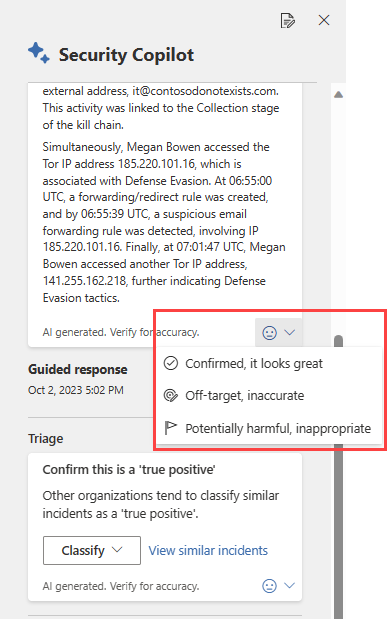 Security Copilot
external address, it@contosodonotexists.com.
This activity was linked to the Collection stage
of the kill chain.
Simultaneously, Megan Bowen accessed the
Tor IP address 185.220.101.16, which is
associated with Defense Evasion. At 06:55:00
UTC, a forwarding/redirect rule was created,
and by 06:55:39 UTC, a suspicious email
forwarding rule was detected, involving IP
185.220.101.16. Finally, at 07:01:47 UTC, Megan
Bowen accessed another Tor IP address,
141.255.162.218, further indicating Defense
Evasion tactics.
AI generated. Verify for accuracy.
Confirmed, it looks great
Off-target, inaccurate
Potentially harmful, inappropriate
Guided response
Oct 2, 2023 5:02 PM
Triage
Confirm this is a 'true positive'
Other organizations tend to classify similar
incidents as a 'true positive'.
Classify
View similar incidents
AI generated. Verify for accuracy.